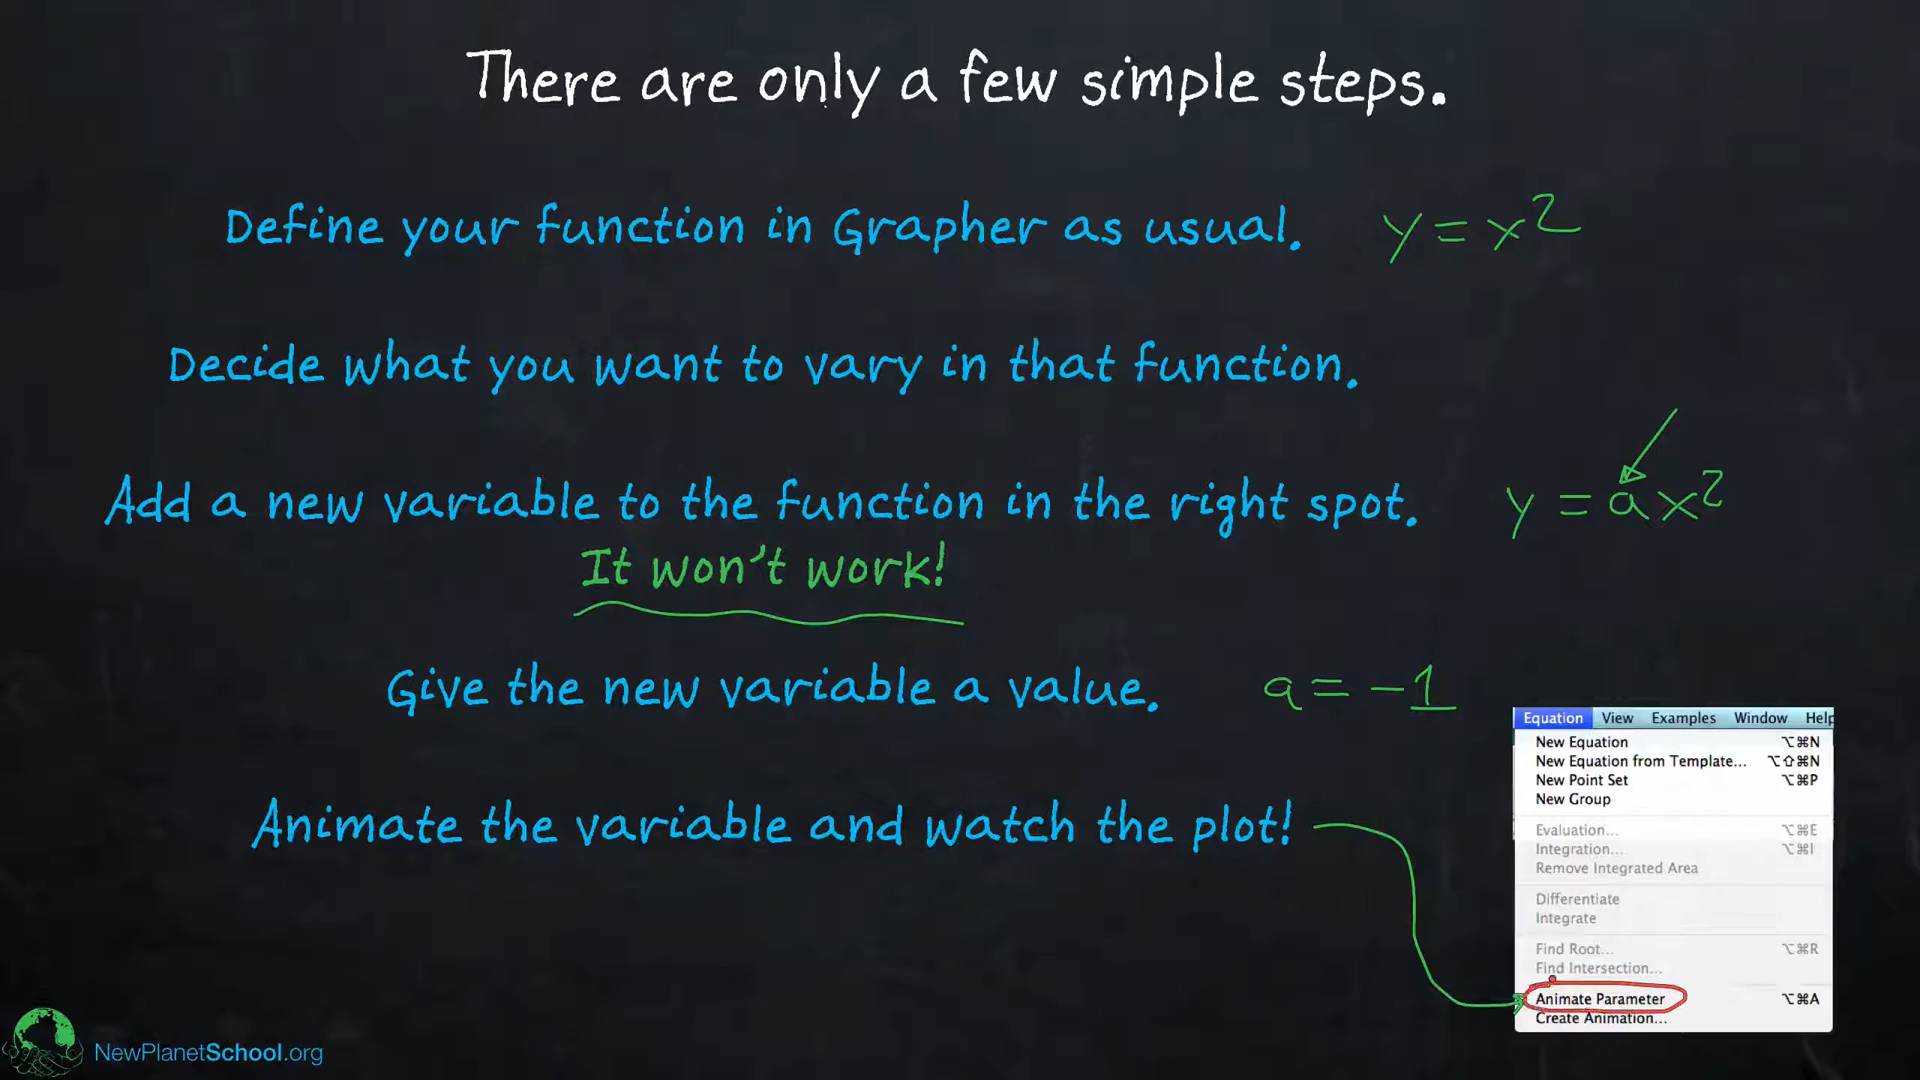 There are only a few simple steps.
Define your function in Grapher as usual. y = x²
Decide what you want to vary in that function.
Add a new variable to the function in the right spot. y = ax²
It won't work!
Give the new variable a value. a = -1
Animate the variable and watch the plot!
Equation View Examples Window Help
New Equation ⌥⌘N
New Equation from Template... ⌥⇧⌘N
New Point Set ⌥⌘P
New Group
Evaluation... ⌥⌘E
Integration... ⌥⌘I
Remove Integrated Area
Differentiate
Integrate
Find Root... ⌥⌘R
Find Intersection...
Animate Parameter ⌥⌘A
Create Animation...
NewPlanetSchool.org